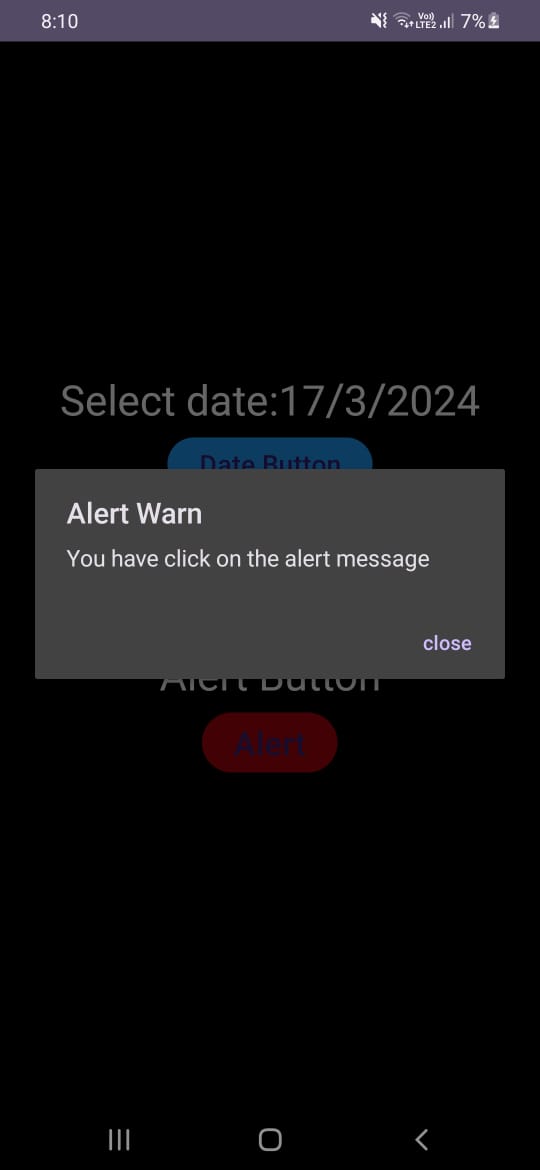 8:10 Vo)) LTE2 7%
Select date:17/3/2024
Date Button
Alert Warn
You have click on the alert message
close
Alert Button
Alert